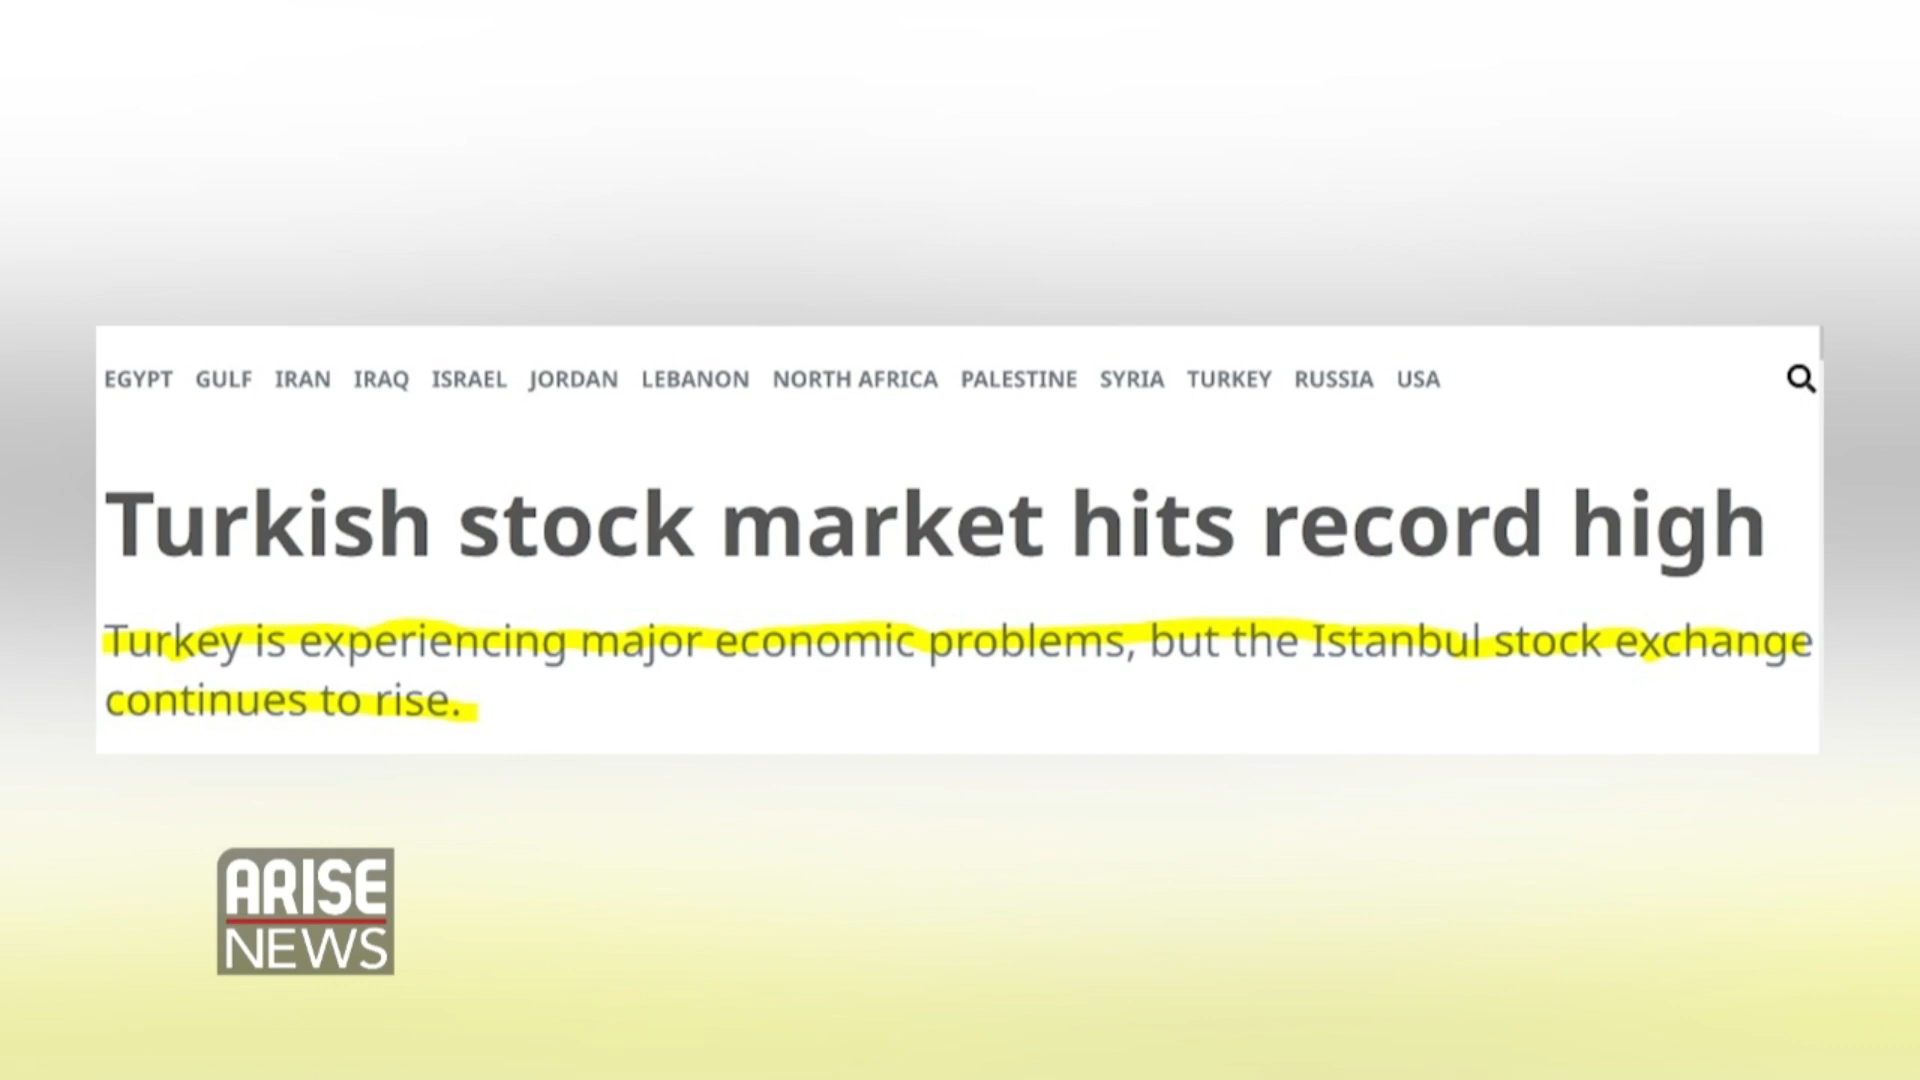 EGYPT GULF IRAN IRAQ ISRAEL JORDAN LEBANON NORTH AFRICA PALESTINE SYRIA TURKEY RUSSIA USA
Turkish stock market hits record high
Turkey is experiencing major economic problems, but the Istanbul stock exchange
continues to rise.
ARISE
NEWS